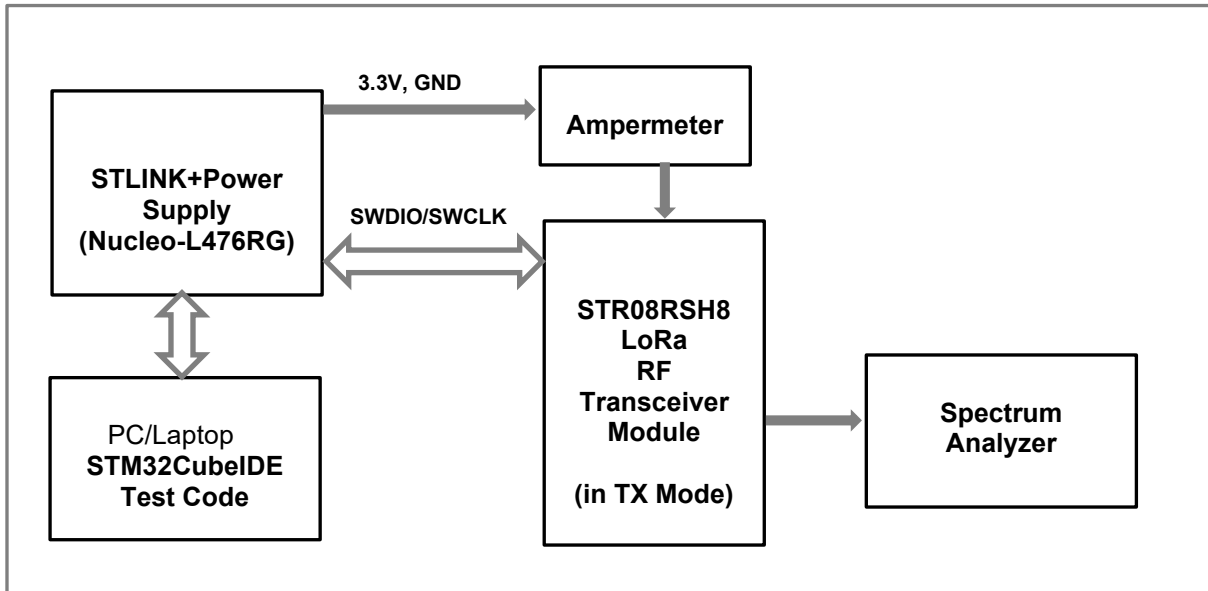 3.3V, GND
STLINK+Power
Supply
(Nucleo-L476RG)
Ampermeter
SWDIO/SWCLK
STR08RSH8
LoRa
RF
Transceiver
Module
(in TX Mode)
PC/Laptop
STM32CubeIDE
Test Code
Spectrum
Analyzer